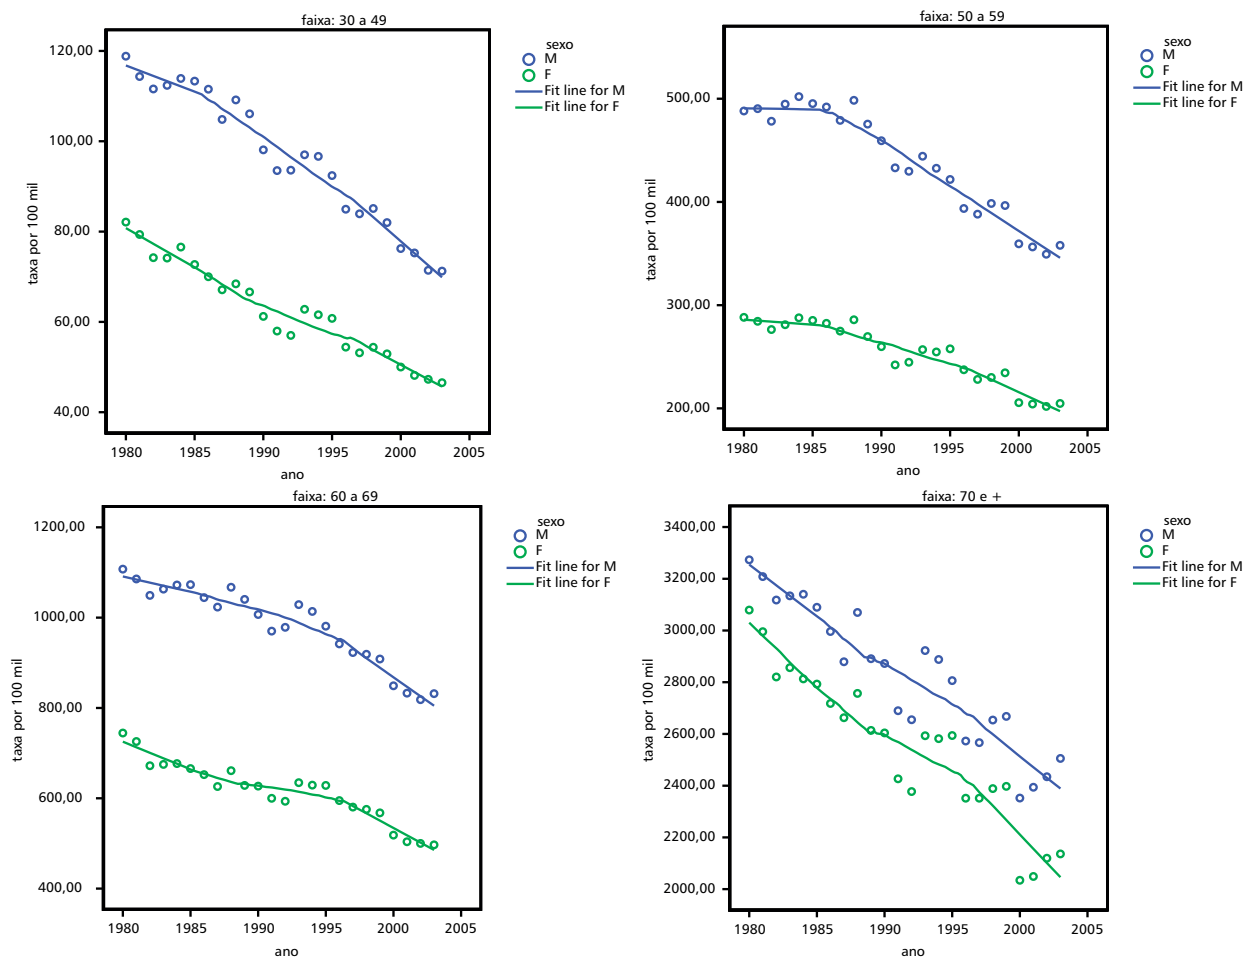 faixa: 30 a 49
sexo
M
F
Fit line for M
Fit line for F
120,00
100,00
80,00
60,00
40,00
taxa por 100 mil
1980 1985 1990 1995 2000 2005
ano
faixa: 50 a 59
sexo
M
F
Fit line for M
Fit line for F
500,00
400,00
300,00
200,00
taxa por 100 mil
1980 1985 1990 1995 2000 2005
ano
faixa: 60 a 69
sexo
M
F
Fit line for M
Fit line for F
1200,00
1000,00
800,00
600,00
400,00
taxa por 100 mil
1980 1985 1990 1995 2000 2005
ano
faixa: 70 e +
sexo
M
F
Fit line for M
Fit line for F
3400,00
3200,00
3000,00
2800,00
2600,00
2400,00
2200,00
2000,00
taxa por 100 mil
1980 1985 1990 1995 2000 2005
ano